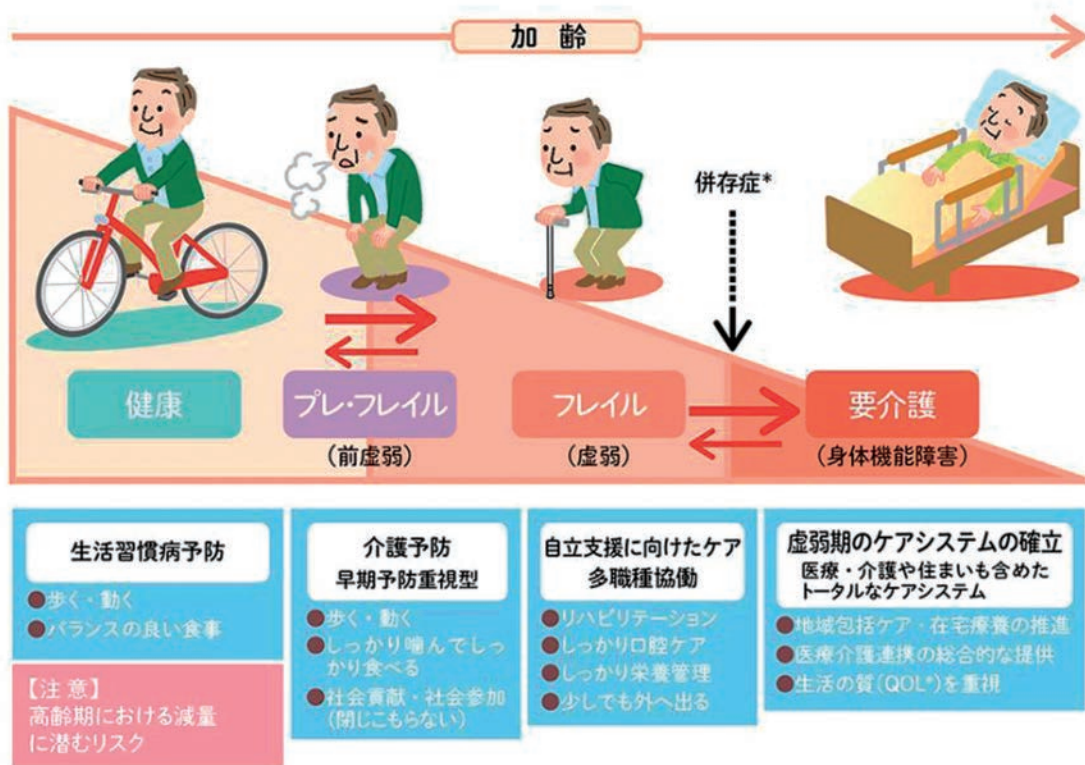 加 齢
併存症*
健康
プレ・フレイル
(前虚弱)
フレイル
(虚弱)
要介護
(身体機能障害)
生活習慣病予防
●歩く・動く
●バランスの良い食事
【注 意】
高齢期における減量
に潜むリスク
介護予防
早期予防重視型
●歩く・動く
●しっかり噛んでしっ
かり食べる
●社会貢献・社会参加
(閉じこもらない)
自立支援に向けたケア
多職種協働
●リハビリテーション
●しっかり口腔ケア
●しっかり栄養管理
●少しでも外へ出る
虚弱期のケアシステムの確立
医療・介護や住まいも含めた
トータルなケアシステム
●地域包括ケア・在宅療養の推進
●医療介護連携の総合的な提供
●生活の質(QOL*)を重視